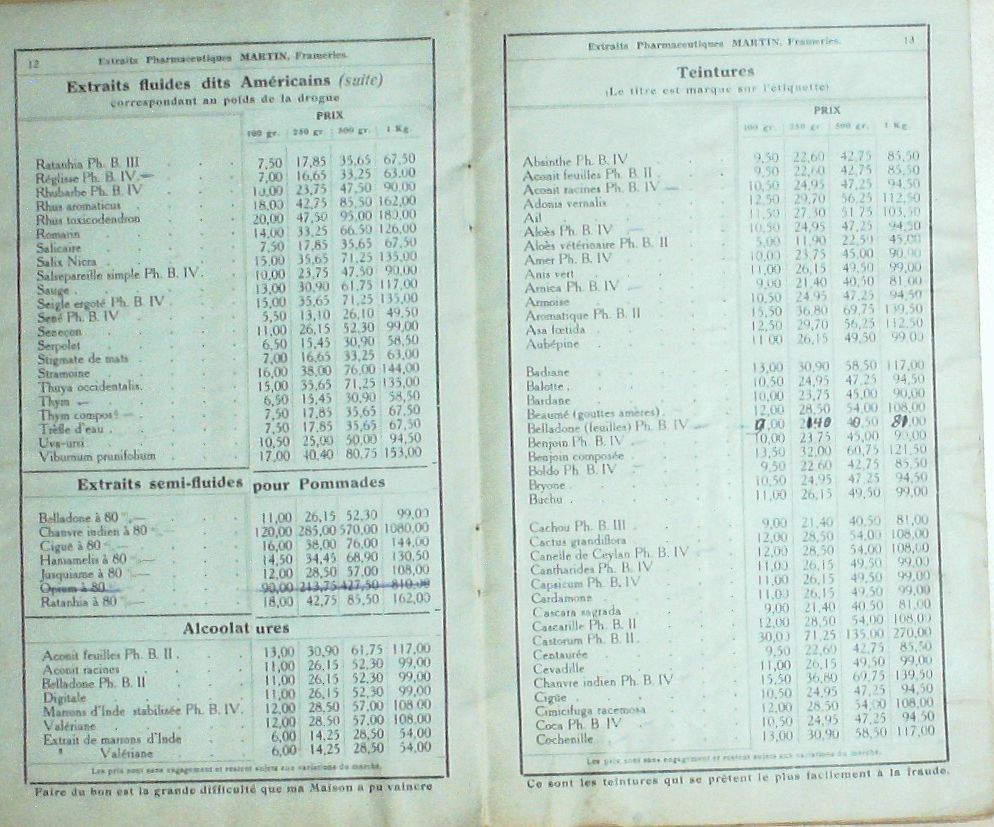 12 Extraits Pharmaceutiques MARTIN, Frameries.
Extraits fluides dits Américains (suite)
correspondant au poids de la drogue
PRIX
100 gr. 250 gr. 500 gr. 1 Kg.
Ratanhia Ph. B. III 7,50 17,85 35,65 67,50
Réglisse Ph. B. IV. 7,00 16,65 33,25 63,00
Rhubarbe Ph. B. IV 10,00 23,75 47,50 90,00
Rhus aromaticus 18,00 42,75 85,50 162,00
Rhus toxicodendron 20,00 47,50 95,00 180,00
Romarin 14,00 33,25 66,50 126,00
Salicaire 7,50 17,85 35,65 67,50
Salix Nicra 15,00 35,65 71,25 135,00
Salsepareille simple Ph. B. IV. 10,00 23,75 47,50 90,00
Sauge 13,00 30,90 61,75 117,00
Seigle ergoté Ph. B. IV 15,00 35,65 71,25 135,00
Sené Ph. B. IV 5,50 13,10 26,10 49,50
Seneçon 11,00 26,15 52,30 99,00
Serpolet 6,50 15,45 30,90 58,50
Stigmate de maïs 7,00 16,65 33,25 63,00
Stramoine 16,00 38,00 76,00 144,00
Thuya occidentalis. 15,00 35,65 71,25 135,00
Thym 6,50 15,45 30,90 58,50
Thym composé 7,50 17,85 35,65 67,50
Trèfle d'eau 7,50 17,85 35,65 67,50
Uva-ursi 10,50 25,00 50,00 94,50
Viburnum prunifolium 17,00 40,40 80,75 153,00
Extraits semi-fluides pour Pommades
Belladone à 80 11,00 26,15 52,30 99,00
Chanvre indien à 80 120,00 285,00 570,00 1080,00
Ciguë à 80 16,00 38,00 76,00 144,00
Hamamelis à 80 14,50 34,45 68,90 130,50
Jusquiame à 80 12,00 28,50 57,00 108,00
Opium à 80 90,00 213,75 427,50 810,00
Ratanhia à 80 18,00 42,75 85,50 162,00
Alcoolatures
Aconit feuilles Ph. B. II 13,00 30,90 61,75 117,00
Aconit racines 11,00 26,15 52,30 99,00
Belladone Ph. B. II 11,00 26,15 52,30 99,00
Digitale 11,00 26,15 52,30 99,00
Marrons d'Inde stabilisée Ph. B. IV. 12,00 28,50 57,00 108,00
Valériane 12,00 28,50 57,00 108,00
Extrait de marrons d'Inde 6,00 14,25 28,50 54,00
" Valériane 6,00 14,25 28,50 54,00
Les prix sont sans engagement et restent sujets aux variations du marché.
Faire du bon est la grande difficulté que ma Maison a pu vaincre
Extraits Pharmaceutiques MARTIN, Frameries. 13
Teintures
(Le titre est marqué sur l'étiquette)
PRIX
100 gr. 250 gr. 500 gr. 1 Kg.
Absinthe Ph. B. IV 9,50 22,60 42,75 85,50
Aconit feuilles Ph. B. II 9,50 22,60 42,75 85,50
Aconit racines Ph. B. IV 10,50 24,95 47,25 94,50
Adonis vernalis 12,50 29,70 56,25 112,50
Ail 11,50 27,30 51,75 103,50
Aloès Ph. B. IV 10,50 24,95 47,25 94,50
Aloès vétérinaire Ph. B. II 5,00 11,90 22,50 45,00
Amer Ph. B. IV 10,00 23,75 45,00 90,00
Anis vert 11,00 26,15 49,50 99,00
Arnica Ph. B. IV 9,00 21,40 40,50 81,00
Armoise 10,50 24,95 47,25 94,50
Aromatique Ph. B. II 15,50 36,80 69,75 139,50
Asa fœtida 12,50 29,70 56,25 112,50
Aubépine 11,00 26,15 49,50 99,00
Badiane 13,00 30,90 58,50 117,00
Balotte 10,50 24,95 47,25 94,50
Bardane 10,00 23,75 45,00 90,00
Beaumé (gouttes amères) 12,00 28,50 54,00 108,00
Belladone (feuilles) Ph. B. IV 9,00 2140 40,50 81,00
Benjoin Ph. B. IV 10,00 23,75 45,00 90,00
Benjoin composée 13,50 32,00 60,75 121,50
Boldo Ph. B. IV 9,50 22,60 42,75 85,50
Bryone 10,50 24,95 47,25 94,50
Buchu 11,00 26,15 49,50 99,00
Cachou Ph. B. III 9,00 21,40 40,50 81,00
Cactus grandiflora 12,00 28,50 54,00 108,00
Canelle de Ceylan Ph. B. IV 12,00 28,50 54,00 108,00
Cantharides Ph. B. IV 11,00 26,15 49,50 99,00
Capsicum Ph. B. IV 11,00 26,15 49,50 99,00
Cardamone 11,00 26,15 49,50 99,00
Cascara sagrada 9,00 21,40 40,50 81,00
Cascarille Ph. B. II 12,00 28,50 54,00 108,00
Castorum Ph. B. II. 30,00 71,25 135,00 270,00
Centaurée 9,50 22,60 42,75 85,50
Cevadille 11,00 26,15 49,50 99,00
Chanvre indien Ph. B. IV 15,50 36,80 69,75 139,50
Cigüe 10,50 24,95 47,25 94,50
Cimicifuga racemosa 12,00 28,50 54,00 108,00
Coca Ph. B. IV 10,50 24,95 47,25 94,50
Cochenille 13,00 30,90 58,50 117,00
Les prix sont sans engagement et restent sujets aux variations du marché.
Ce sont les teintures qui se prêtent le plus facilement à la fraude.